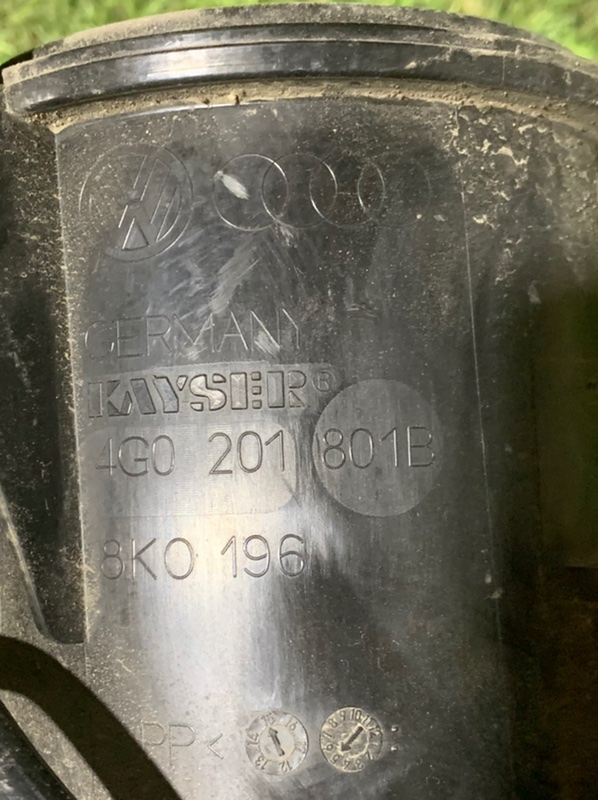 GERMANY
KAYSER®
4G0 201 801B
8K0 196
PP<